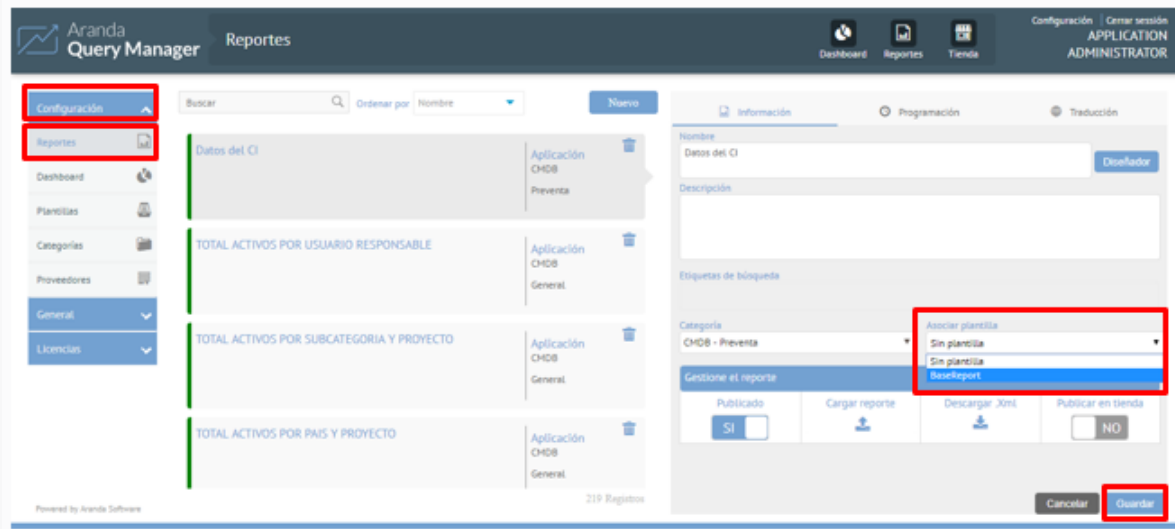 Aranda
Query Manager
Reportes
Dashboard
Reportes
Tienda
Configuración | Cerrar sesión
APPLICATION
ADMINISTRATOR
Configuración
Reportes
Dashboard
Plantillas
Categorías
Proveedores
General
Licencias
Powered by Aranda Software
Buscar
Ordenar por Nombre
Nuevo
Datos del CI
Aplicación
CMDB
Preventa
TOTAL ACTIVOS POR USUARIO RESPONSABLE
Aplicación
CMDB
General
TOTAL ACTIVOS POR SUBCATEGORIA Y PROYECTO
Aplicación
CMDB
General
TOTAL ACTIVOS POR PAIS Y PROYECTO
Aplicación
CMDB
General
219 Registros
Información
Programación
Traducción
Nombre
Datos del CI
Diseñador
Descripción
Etiquetas de búsqueda
Categoría
CMDB - Preventa
Asociar plantilla
Sin plantilla
Sin plantilla
BaseReport
Gestione el reporte
Publicado
SI
Cargar reporte
Descargar .Xml
Publicar en tienda
NO
Cancelar
Guardar